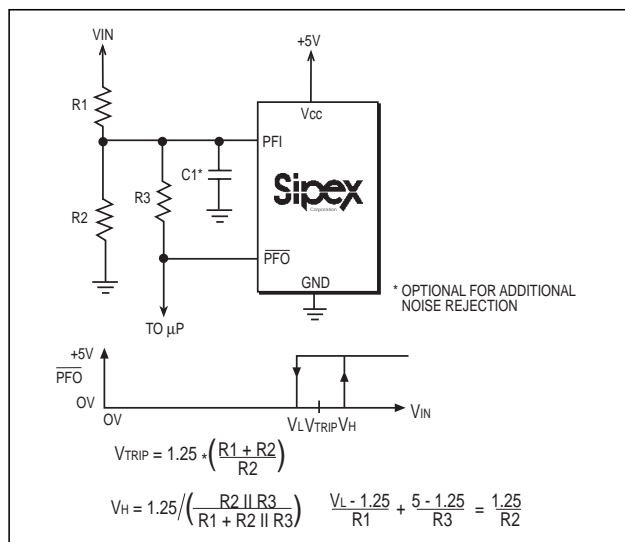 VIN
+5V
R1
Vcc
PFI
C1*
R3
R2
Sipex
Corporation
PFO
GND
* OPTIONAL FOR ADDITIONAL
NOISE REJECTION
TO µP
+5V
PFO
OV
OV
VL VTRIP VH
VIN
VTRIP = 1.25 * (R1 + R2 / R2)
VH = 1.25 / (R2 II R3 / R1 + R2 II R3)   VL - 1.25 / R1 + 5 - 1.25 / R3 = 1.25 / R2